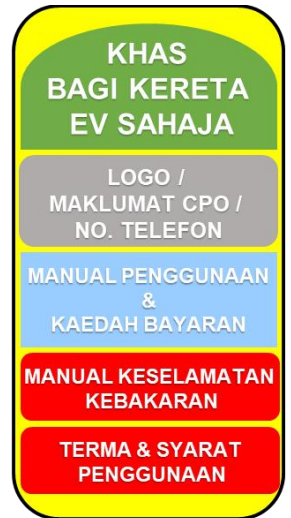 KHAS
BAGI KERETA
EV SAHAJA
LOGO /
MAKLUMAT CPO /
NO. TELEFON
MANUAL PENGGUNAAN
&
KAEDAH BAYARAN
MANUAL KESELAMATAN
KEBAKARAN
TERMA & SYARAT
PENGGUNAAN